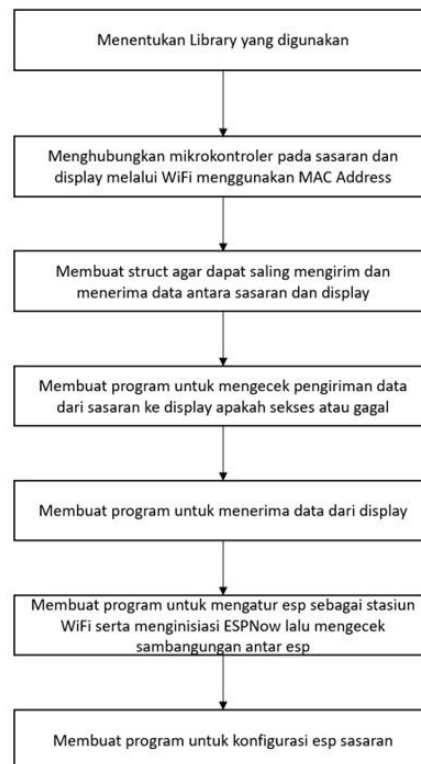 Menentukan Library yang digunakan
Menghubungkan mikrokontroler pada sasaran dan
display melalui WiFi menggunakan MAC Address
Membuat struct agar dapat saling mengirim dan
menerima data antara sasaran dan display
Membuat program untuk mengecek pengiriman data
dari sasaran ke display apakah sekses atau gagal
Membuat program untuk menerima data dari display
Membuat program untuk mengatur esp sebagai stasiun
WiFi serta menginisiasi ESPNow lalu mengecek
sambangungan antar esp
Membuat program untuk konfigurasi esp sasaran